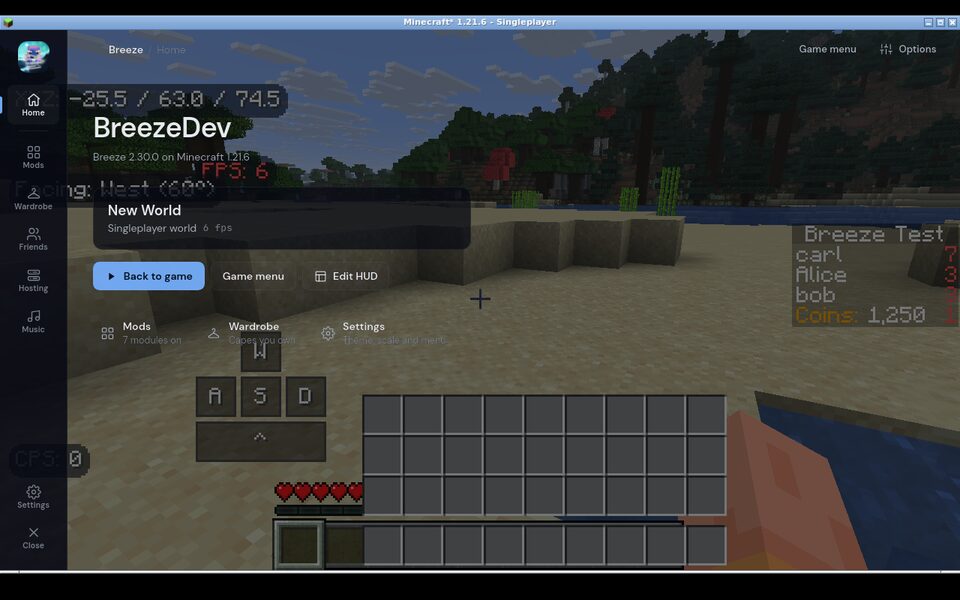 Minecraft* 1.21.6 - Singleplayer
Breeze / Home
Game menu
Options
-25.5 / 63.0 / 74.5
Home
BreezeDev
Breeze 2.30.0 on Minecraft 1.21.6
FPS: 6
Mods
Facing: West (60°)
Wardrobe
New World
Singleplayer world 6 fps
Friends
Breeze Test
carl 7
Alice 3
bob
Coins: 1,250
Back to game
Game menu
Edit HUD
Hosting
Music
Mods
7 modules on
Wardrobe
Capes you own
Settings
Theme, scale and menu
W
A
S
D
^
CPS: 0
Settings
Close